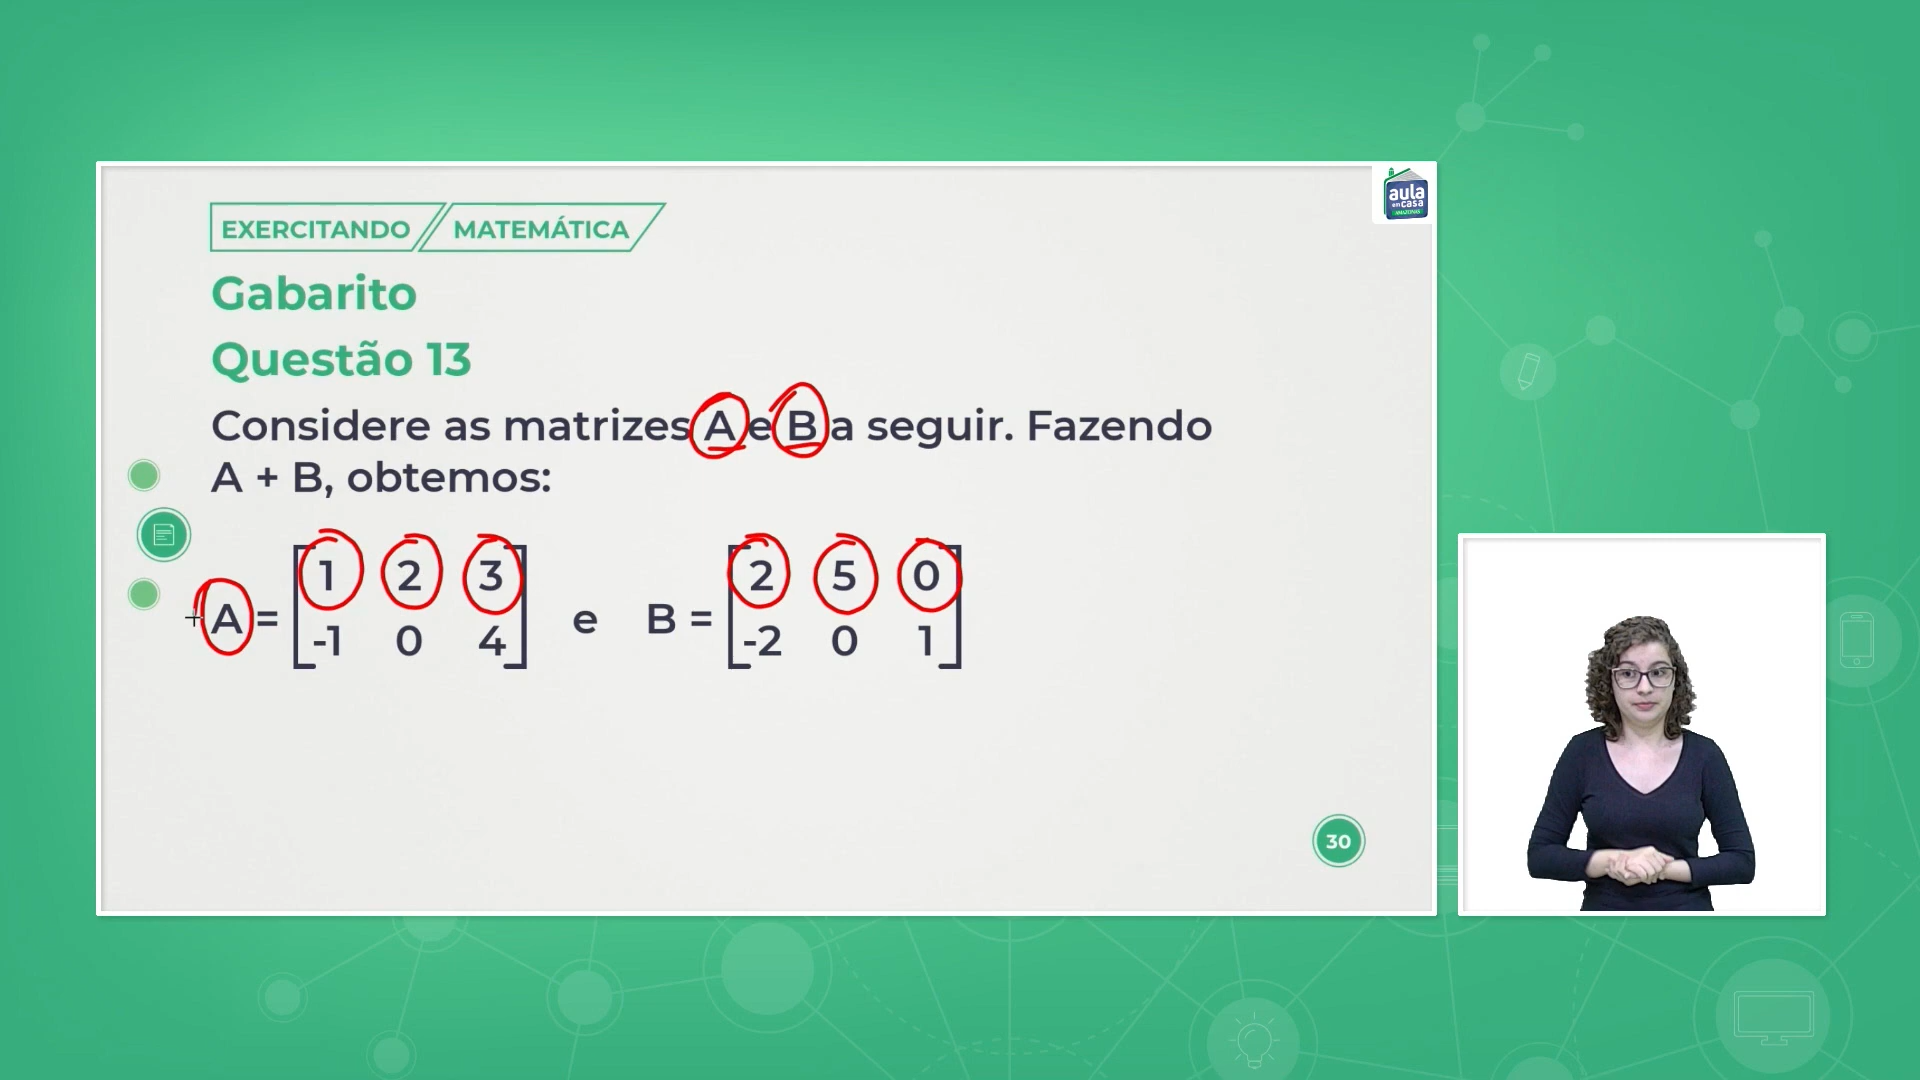 EXERCITANDO MATEMÁTICA
aula
em casa
AMAZONAS
Gabarito
Questão 13
Considere as matrizes A e B a seguir. Fazendo
A + B, obtemos:
1 2 3 2 5 0
A = e B =
-1 0 4 -2 0 1
30